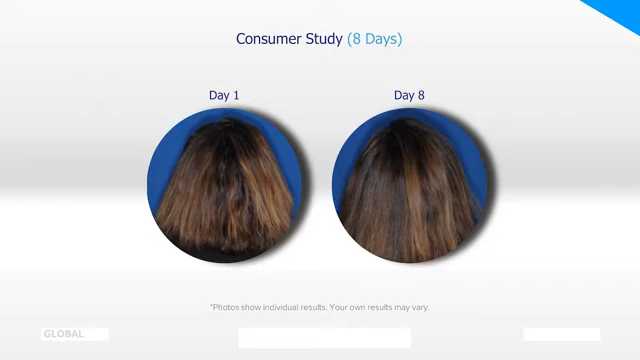 Consumer Study (8 Days)
Day 1 Day 8
*Photos show individual results. Your own results may vary.
GLOBAL